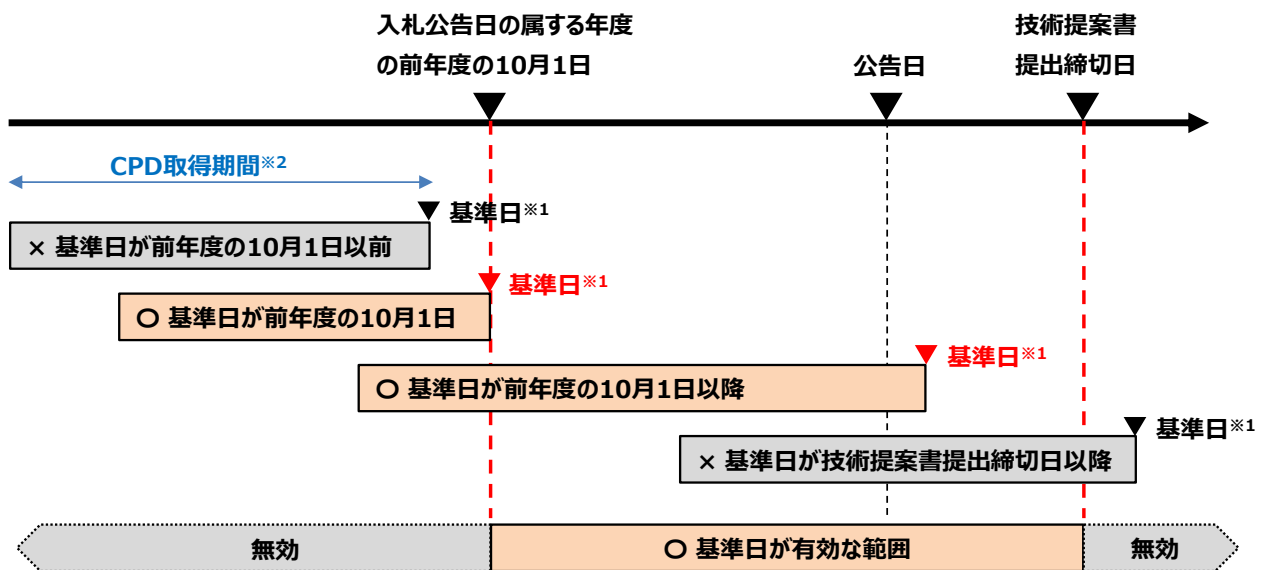 入札公告日の属する年度
の前年度の10月1日
公告日
技術提案書
提出締切日
CPD取得期間※2
基準日※1
× 基準日が前年度の10月1日以前
基準日※1
〇 基準日が前年度の10月1日
基準日※1
〇 基準日が前年度の10月1日以降
基準日※1
× 基準日が技術提案書提出締切日以降
無効
〇 基準日が有効な範囲
無効